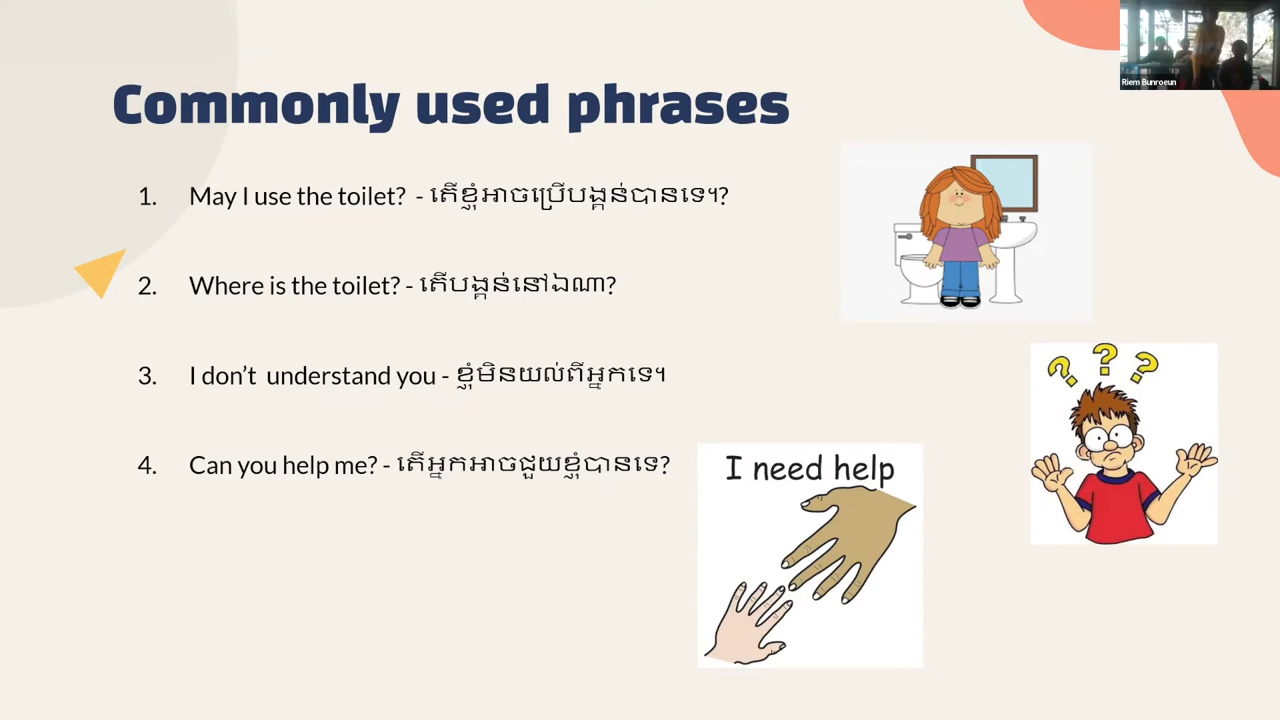 Commonly used phrases
Riem Bunroeun
1. May I use the toilet? - តើខ្ញុំអាចប្រើបង្គន់បានទេ។?
2. Where is the toilet? - តើបង្គន់នៅឯណា?
3. I don’t understand you - ខ្ញុំមិនយល់ពីអ្នកទេ។
4. Can you help me? - តើអ្នកអាចជួយខ្ញុំបានទេ?
???
I need help